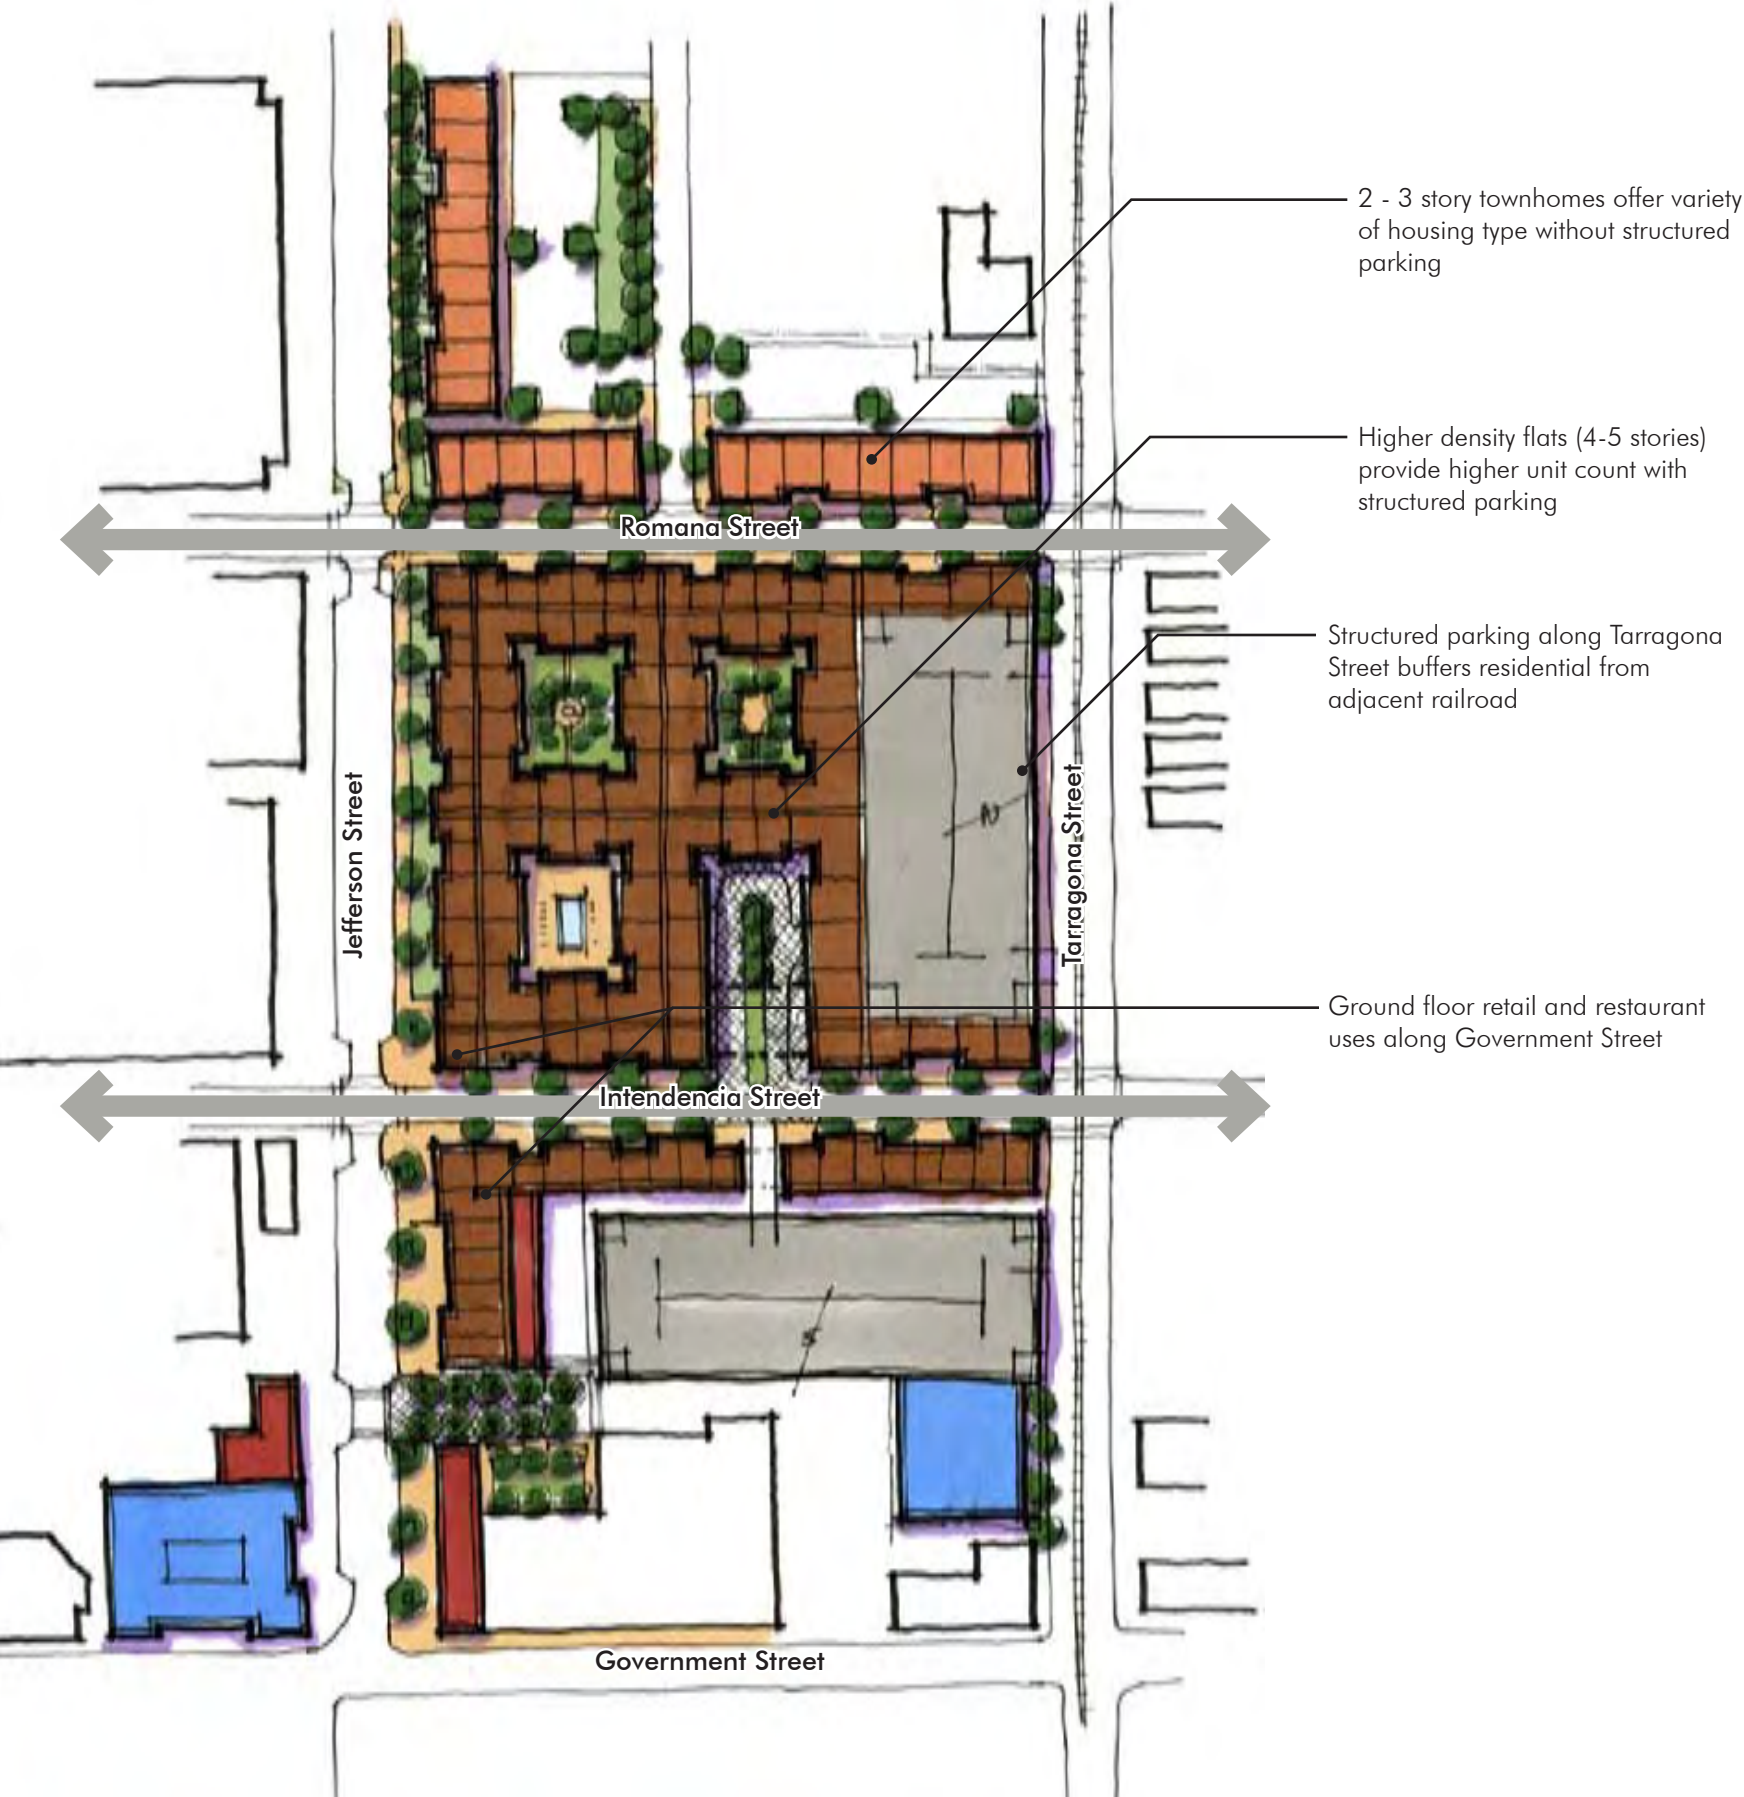 2 - 3 story townhomes offer variety
of housing type without structured
parking
Higher density flats (4-5 stories)
provide higher unit count with
structured parking
Romana Street
Structured parking along Tarragona
Street buffers residential from
adjacent railroad
Jefferson Street
Tarragona Street
Ground floor retail and restaurant
uses along Government Street
Intendencia Street
Government Street